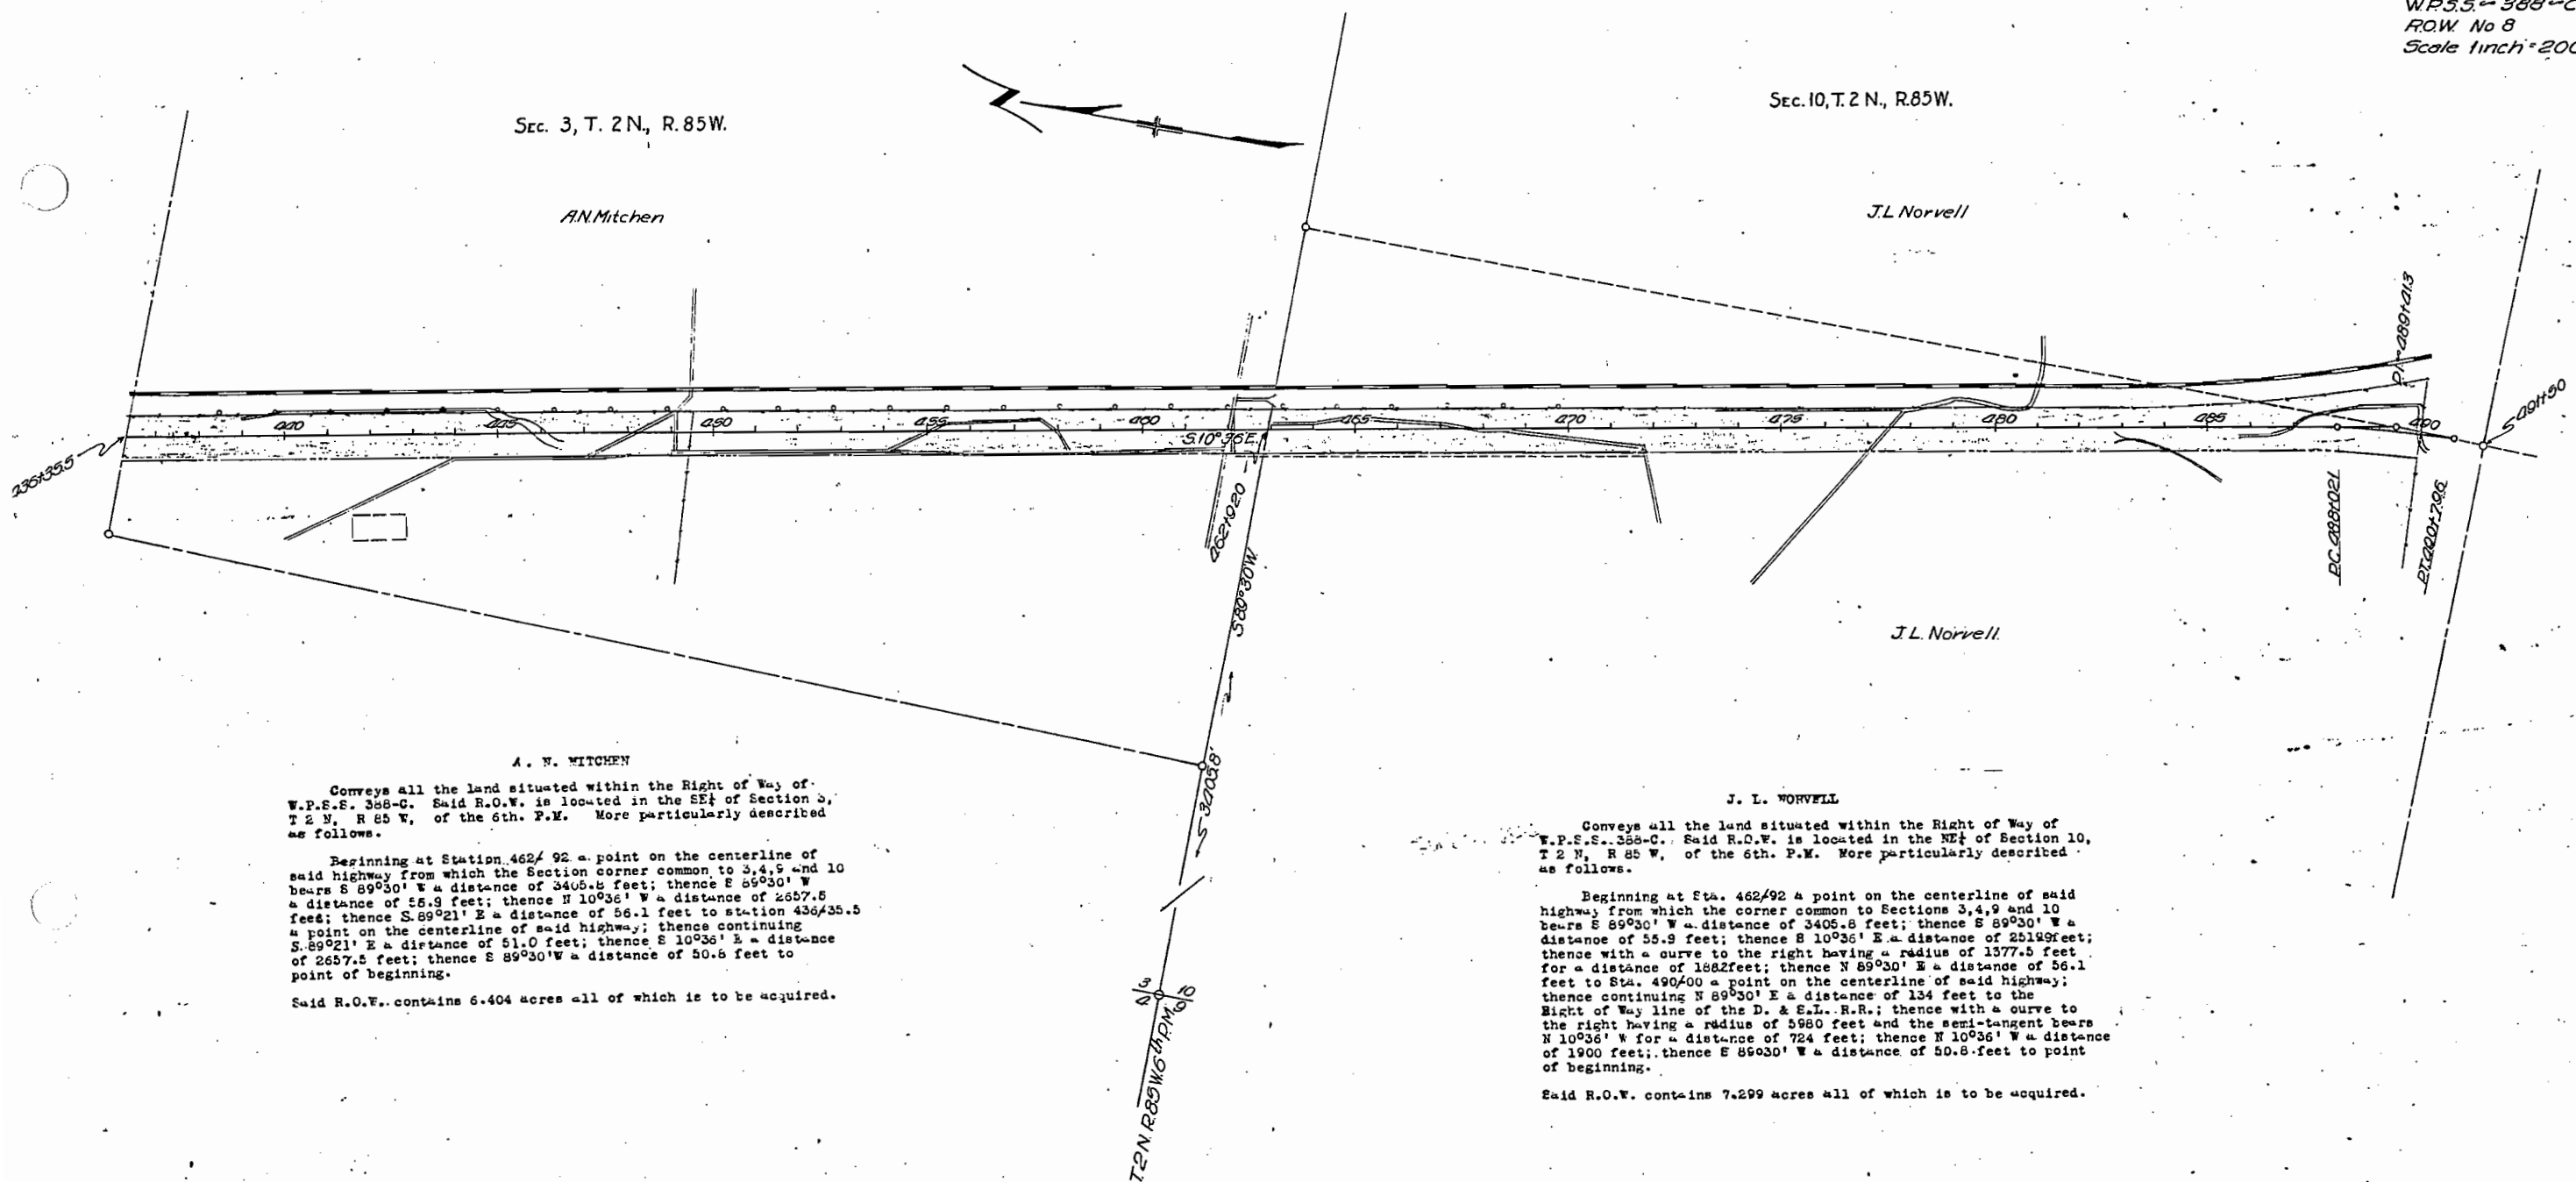 W.P.S.S. - 388 - C
R.O.W. No 8
Scale 1inch = 200
SEC. 3, T. 2 N., R. 85W.
SEC. 10, T. 2 N., R.85W.
A.N. Mitchen
J.L Norvell
436+35.5
440
445
450
455
460
465
470
475
480
485
490
S.10°36'E.
462+92.0
S89°30'W.
3405.8'
P.C. 488+02.1
P.I. 489+41.3
P.T. 490+79.6
491+50
J.L. Norvell
3
10
9
T.2N.R.85W.6th P.M.
A. N. MITCHEN
Conveys all the land situated within the Right of Way of
W.P.S.S. 388-C. Said R.O.W. is located in the SE¼ of Section 3,
T 2 N, R 85 W, of the 6th. P.M. More particularly described
as follows.
Beginning at Station 462/ 92 a point on the centerline of
said highway from which the Section corner common to 3,4,9 and 10
bears S 89°30' W a distance of 3405.8 feet; thence S 89°30' W
a distance of 55.9 feet; thence N 10°36' W a distance of 2657.5
feet; thence S.89°21' E a distance of 56.1 feet to station 436/35.5
a point on the centerline of said highway; thence continuing
S.89°21' E a distance of 51.0 feet; thence S 10°36' E a distance
of 2657.5 feet; thence S 89°30'W a distance of 50.8 feet to
point of beginning.
Said R.O.W. contains 6.404 acres all of which is to be acquired.
J. L. NORVELL
Conveys all the land situated within the Right of Way of
W.P.S.S. 388-C. Said R.O.W. is located in the NE¼ of Section 10,
T 2 N, R 85 W, of the 6th. P.M. More particularly described
as follows.
Beginning at Sta. 462/92 a point on the centerline of said
highway from which the corner common to Sections 3,4,9 and 10
bears S 89°30' W a distance of 3405.8 feet; thence S 89°30' W a
distance of 55.9 feet; thence S 10°36' E a distance of 2519.9feet;
thence with a curve to the right having a radius of 1377.5 feet
for a distance of 188.2feet; thence N 89°30' E a distance of 56.1
feet to Sta. 490/00 a point on the centerline of said highway;
thence continuing N 89°30' E a distance of 134 feet to the
Right of Way line of the D. & S.L. R.R.; thence with a curve to
the right having a radius of 5980 feet and the semi-tangent bears
N 10°36' W for a distance of 724 feet; thence N 10°36' W a distance
of 1900 feet; thence S 89030' W a distance of 50.8 feet to point
of beginning.
Said R.O.W. contains 7.299 acres all of which is to be acquired.